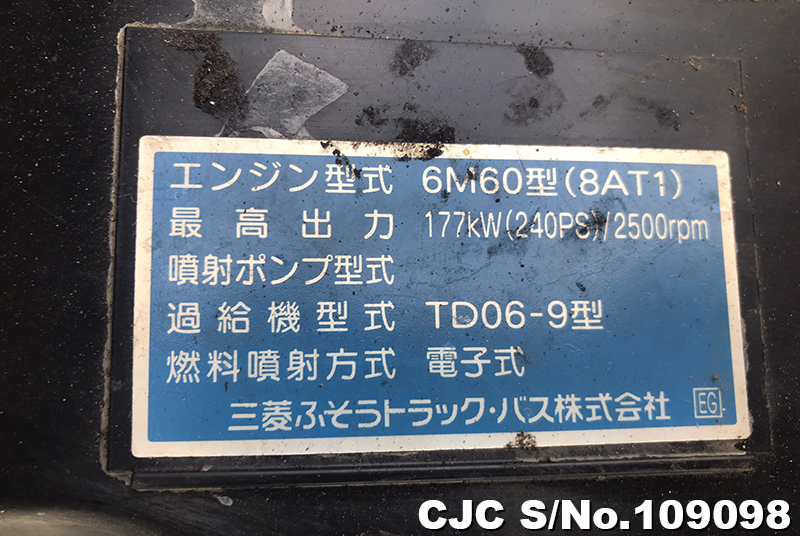 エンジン型式 6M60型(8AT1)
最高出力 177kW(240PS)/2500rpm
噴射ポンプ型式
過給機型式 TD06-9型
燃料噴射方式 電子式
三菱ふそうトラック・バス株式会社 EG
CJC S/No.109098